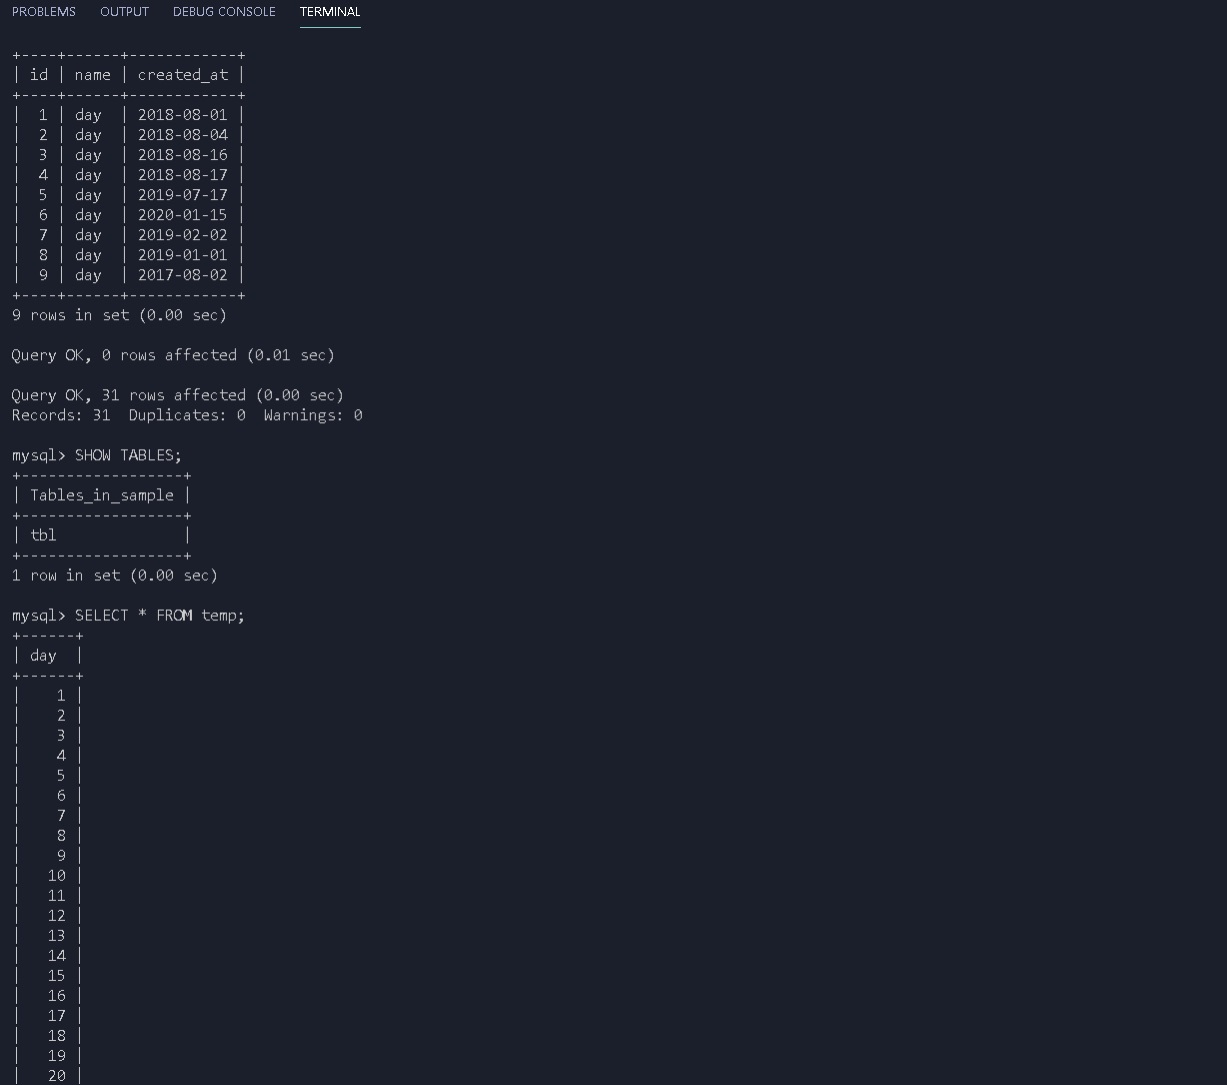 PROBLEMS OUTPUT DEBUG CONSOLE TERMINAL
+----+------+------------+
| id | name | created_at |
+----+------+------------+
|  1 | day  | 2018-08-01 |
|  2 | day  | 2018-08-04 |
|  3 | day  | 2018-08-16 |
|  4 | day  | 2018-08-17 |
|  5 | day  | 2019-07-17 |
|  6 | day  | 2020-01-15 |
|  7 | day  | 2019-02-02 |
|  8 | day  | 2019-01-01 |
|  9 | day  | 2017-08-02 |
+----+------+------------+
9 rows in set (0.00 sec)
Query OK, 0 rows affected (0.01 sec)
Query OK, 31 rows affected (0.00 sec)
Records: 31  Duplicates: 0  Warnings: 0
mysql> SHOW TABLES;
+------------------+
| Tables_in_sample |
+------------------+
| tbl              |
+------------------+
1 row in set (0.00 sec)
mysql> SELECT * FROM temp;
+------+
| day  |
+------+
|    1 |
|    2 |
|    3 |
|    4 |
|    5 |
|    6 |
|    7 |
|    8 |
|    9 |
|   10 |
|   11 |
|   12 |
|   13 |
|   14 |
|   15 |
|   16 |
|   17 |
|   18 |
|   19 |
|   20 |